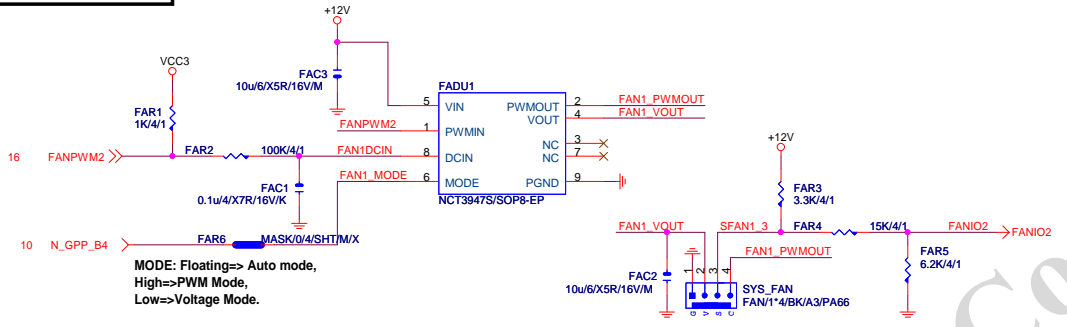 +12V
VCC3
FAC3
10u/6/X5R/16V/M
FADU1
FAR1
1K/4/1
5 VIN
PWMOUT 2 FAN1_PWMOUT
VOUT 4 FAN1_VOUT
FANPWM2 1 PWMIN
NC 3
NC 7
16 FANPWM2 FAR2 100K/4/1 FAN1DCIN 8 DCIN
FAN1_MODE 6 MODE
PGND 9
NCT3947S/SOP8-EP
FAC1
0.1u/4/X7R/16V/K
+12V
FAR3
3.3K/4/1
10 N_GPP_B4 FAR6 MASK/0/4/SHT/M/X
FAN1_VOUT SFAN1_3 FAR4 15K/4/1 FANIO2 FANIO2
MODE: Floating=> Auto mode,
High=>PWM Mode,
Low=>Voltage Mode.
FAN1_PWMOUT
FAR5
6.2K/4/1
FAC2
10u/6/X5R/16V/M
1 2 3 4
G V S C
SYS_FAN
FAN/1*4/BK/A3/PA66
Co